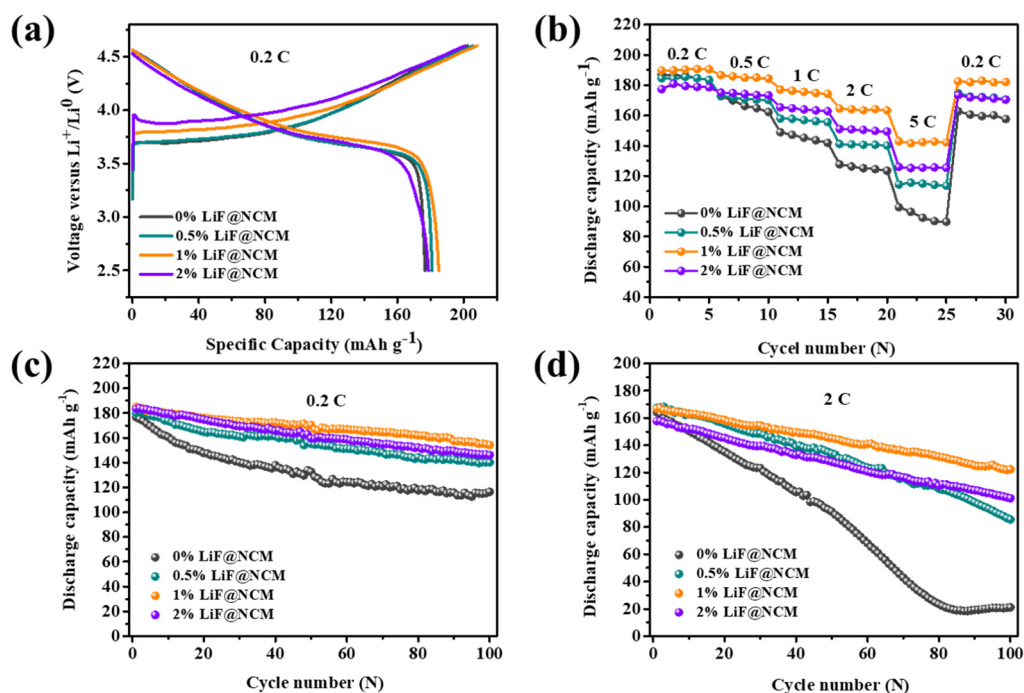 (a)
0.2 C
4.5
4.0
3.5
3.0
2.5
Voltage versus Li⁺/Li⁰ (V)
0% LiF@NCM
0.5% LiF@NCM
1% LiF@NCM
2% LiF@NCM
0 40 80 120 160 200
Specific Capacity (mAh g⁻¹)
(b)
220
200
180
160
140
120
100
80
60
40
Discharge capacity (mAh g⁻¹)
0.2 C
0.5 C
1 C
2 C
5 C
0.2 C
0% LiF@NCM
0.5% LiF@NCM
1% LiF@NCM
2% LiF@NCM
0 5 10 15 20 25 30
Cycel number (N)
(c)
220
200
180
160
140
120
100
80
60
40
20
0
Discharge capacity (mAh g⁻¹)
0.2 C
0% LiF@NCM
0.5% LiF@NCM
1% LiF@NCM
2% LiF@NCM
0 20 40 60 80 100
Cycle number (N)
(d)
200
180
160
140
120
100
80
60
40
20
0
Discharge capacity (mAh g⁻¹)
2 C
0% LiF@NCM
0.5% LiF@NCM
1% LiF@NCM
2% LiF@NCM
0 20 40 60 80 100
Cycle number (N)